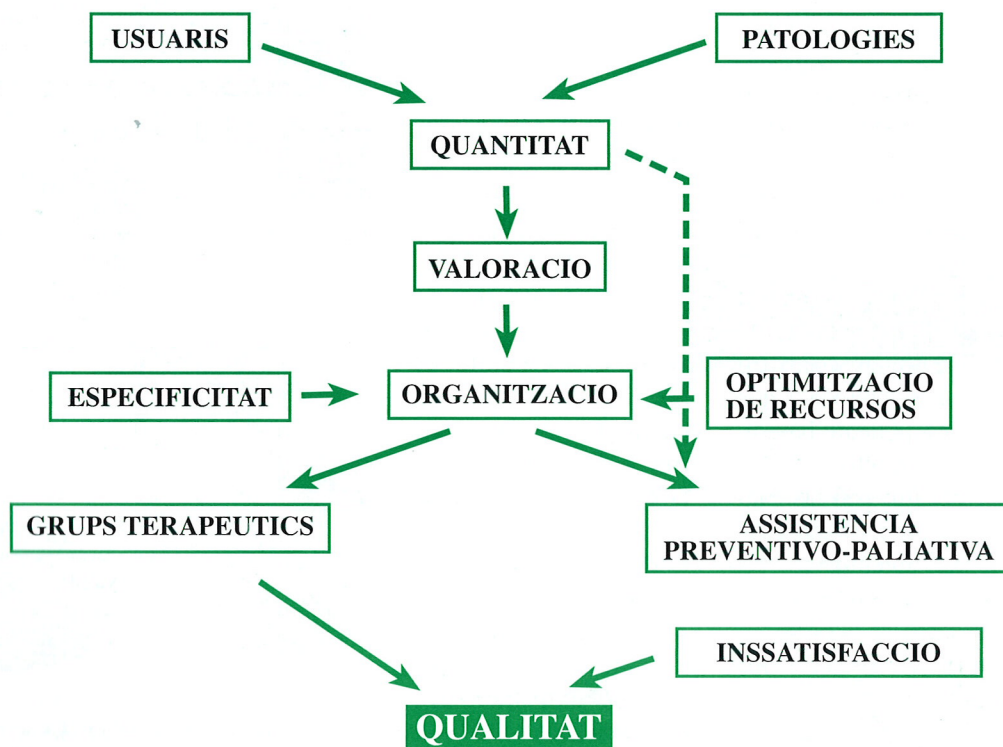 USUARIS
PATOLOGIES
QUANTITAT
VALORACIO
ESPECIFICITAT
ORGANITZACIO
OPTIMITZACIO
DE RECURSOS
GRUPS TERAPEUTICS
ASSISTENCIA
PREVENTIVO-PALIATIVA
INSSATISFACCIO
QUALITAT